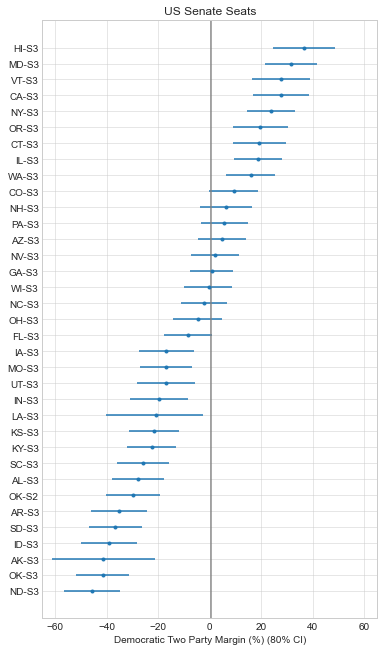 US Senate Seats
HI-S3
MD-S3
VT-S3
CA-S3
NY-S3
OR-S3
CT-S3
IL-S3
WA-S3
CO-S3
NH-S3
PA-S3
AZ-S3
NV-S3
GA-S3
WI-S3
NC-S3
OH-S3
FL-S3
IA-S3
MO-S3
UT-S3
IN-S3
LA-S3
KS-S3
KY-S3
SC-S3
AL-S3
OK-S2
AR-S3
SD-S3
ID-S3
AK-S3
OK-S3
ND-S3
−60 −40 −20 0 20 40 60
Democratic Two Party Margin (%) (80% CI)